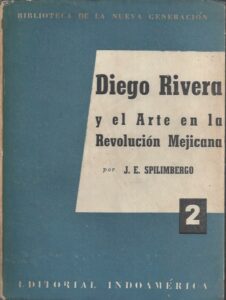 BIBLIOTECA DE LA NUEVA GENERACIÓN
Diego Rivera
y el Arte en la
Revolución Mejicana
por J. E. SPILIMBERGO
2
EDITORIAL INDOAMÉRICA